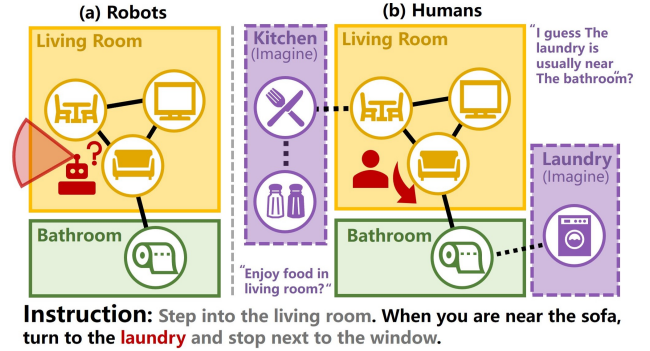 (a) Robots
(b) Humans
Living Room
?
Bathroom
Kitchen
(Imagine)
"Enjoy food in
living room?"
Living Room
Bathroom
"I guess The
laundry is
usually near
The bathroom"?
Laundry
(Imagine)
Instruction: Step into the living room. When you are near the sofa,
turn to the laundry and stop next to the window.